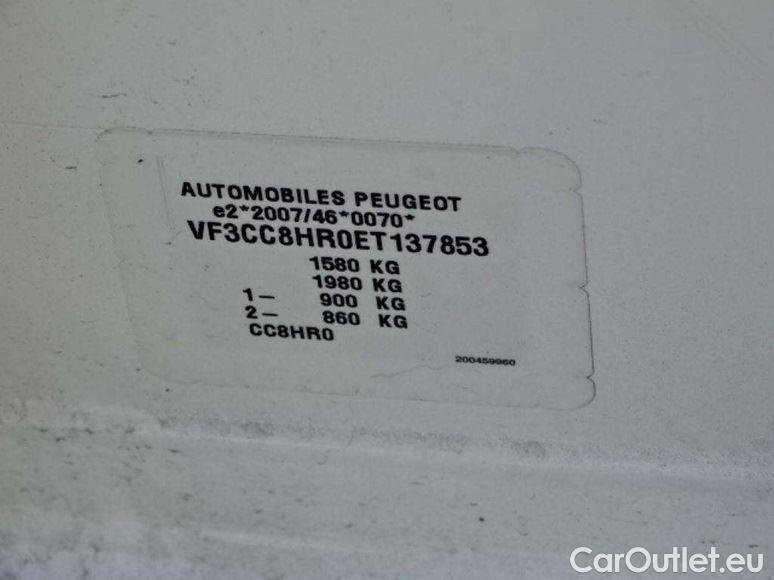 AUTOMOBILES PEUGEOT
e2*2007/46*0070*
VF3CC8HR0ET137853
1580 KG
1980 KG
1- 900 KG
2- 860 KG
CC8HR0
200459960
CarOutlet.eu